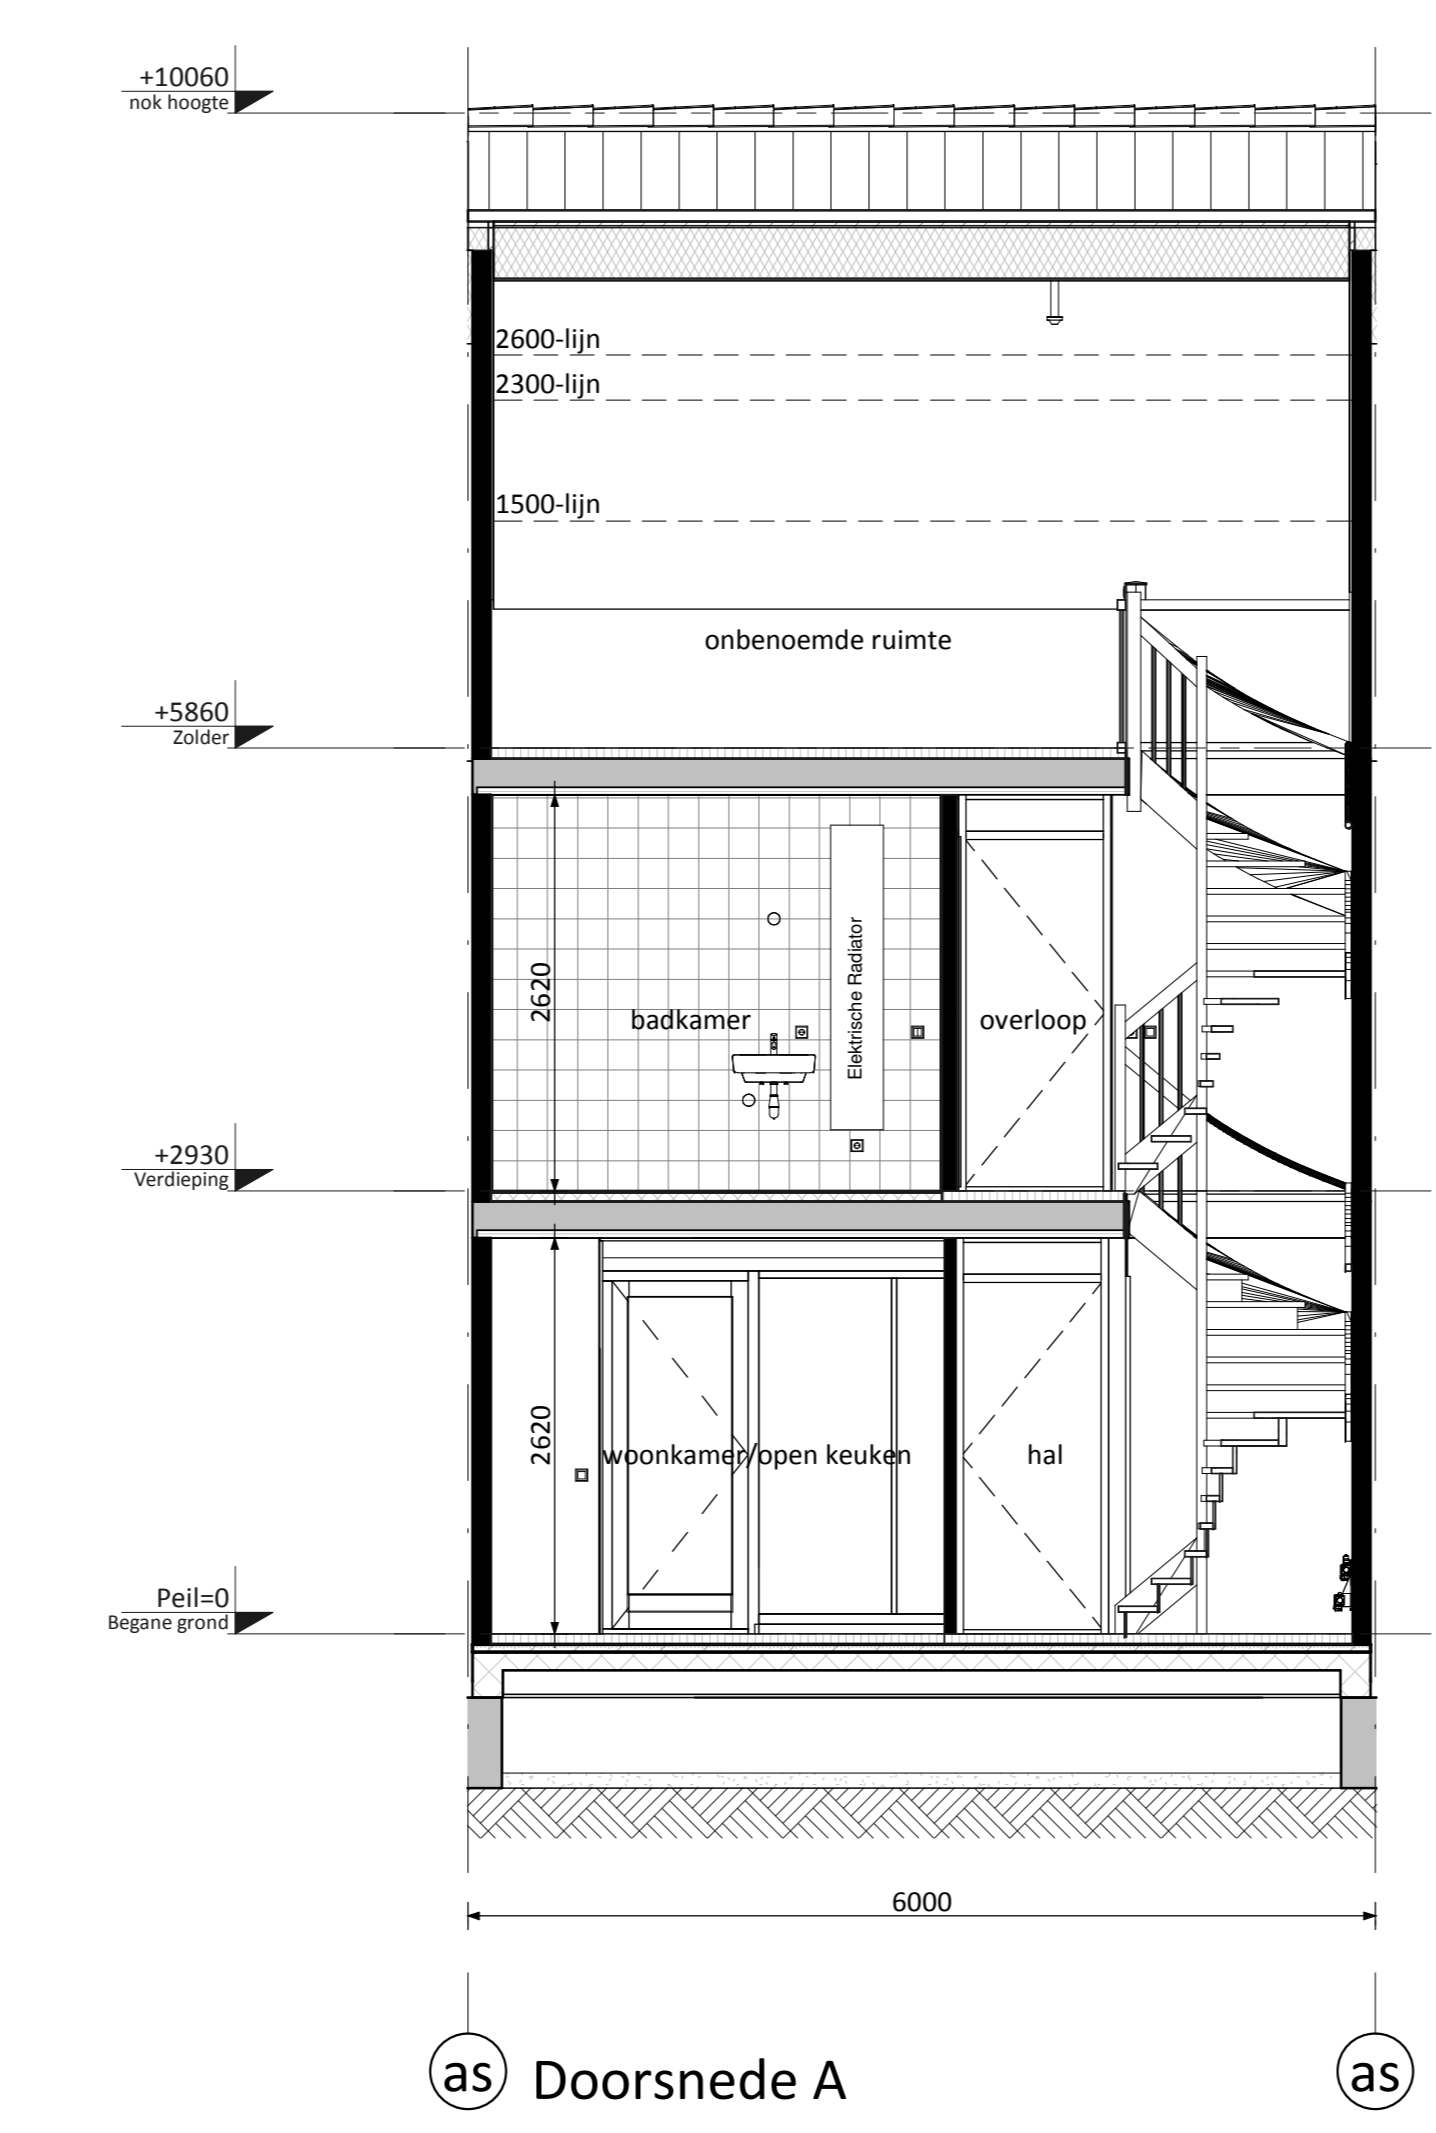 +10060
nok hoogte
2600-lijn
2300-lijn
1500-lijn
onbenoemde ruimte
+5860
Zolder
2620
badkamer
Elektrische Radiator
overloop
+2930
Verdieping
2620
woonkamer/open keuken
hal
Peil=0
Begane grond
6000
as
Doorsnede A
as